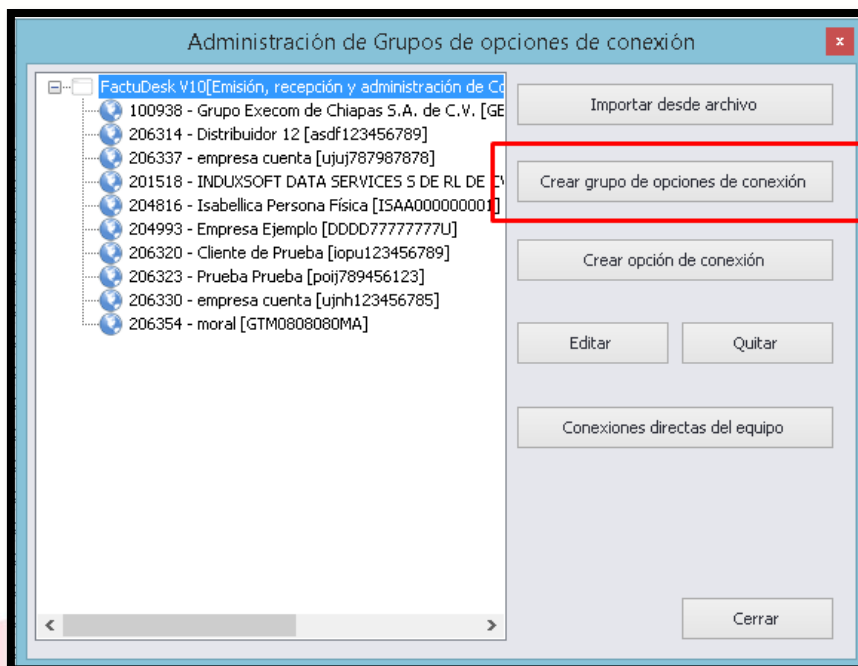 Administración de Grupos de opciones de conexión
x
FactuDesk V10[Emisión, recepción y administración de Co
100938 - Grupo Execom de Chiapas S.A. de C.V. [GE
206314 - Distribuidor 12 [asdf123456789]
206337 - empresa cuenta [ujuj787987878]
201518 - INDUXSOFT DATA SERVICES S DE RL DE CV
204816 - Isabellica Persona Física [ISAA000000001]
204993 - Empresa Ejemplo [DDDD77777777U]
206320 - Cliente de Prueba [iopu123456789]
206323 - Prueba Prueba [poij789456123]
206330 - empresa cuenta [ujnh123456785]
206354 - moral [GTM0808080MA]
Importar desde archivo
Crear grupo de opciones de conexión
Crear opción de conexión
Editar
Quitar
Conexiones directas del equipo
Cerrar